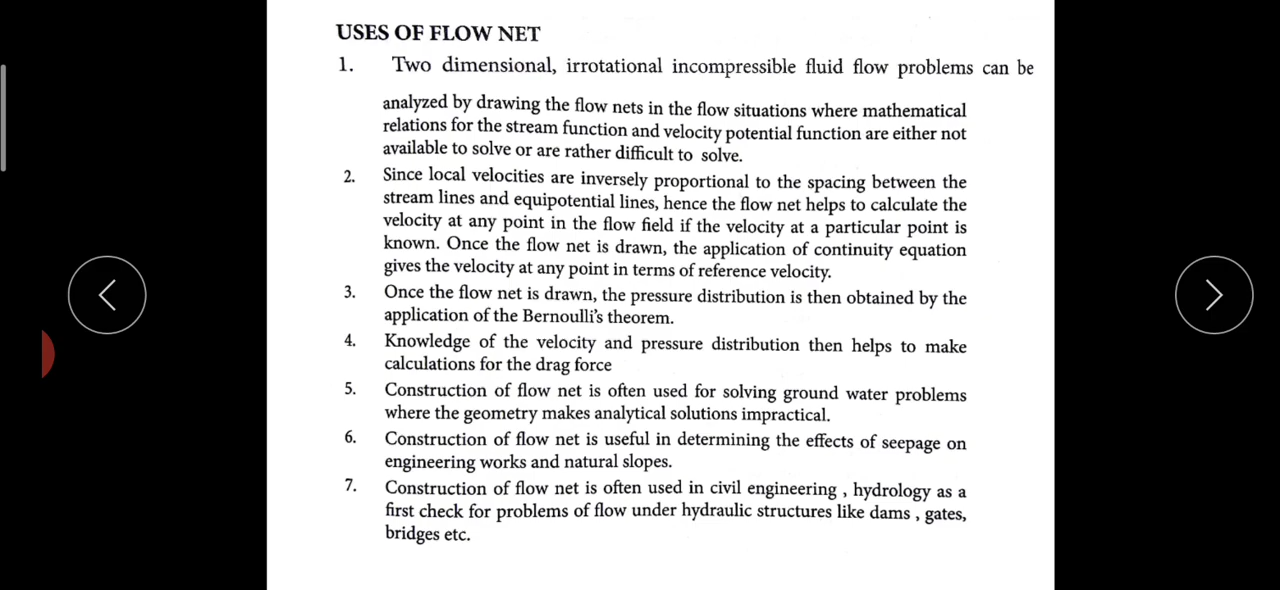 USES OF FLOW NET
1. Two dimensional, irrotational incompressible fluid flow problems can be
analyzed by drawing the flow nets in the flow situations where mathematical
relations for the stream function and velocity potential function are either not
available to solve or are rather difficult to solve.
2. Since local velocities are inversely proportional to the spacing between the
stream lines and equipotential lines, hence the flow net helps to calculate the
velocity at any point in the flow field if the velocity at a particular point is
known. Once the flow net is drawn, the application of continuity equation
gives the velocity at any point in terms of reference velocity.
3. Once the flow net is drawn, the pressure distribution is then obtained by the
application of the Bernoulli's theorem.
4. Knowledge of the velocity and pressure distribution then helps to make
calculations for the drag force
5. Construction of flow net is often used for solving ground water problems
where the geometry makes analytical solutions impractical.
6. Construction of flow net is useful in determining the effects of seepage on
engineering works and natural slopes.
7. Construction of flow net is often used in civil engineering , hydrology as a
first check for problems of flow under hydraulic structures like dams , gates,
bridges etc.